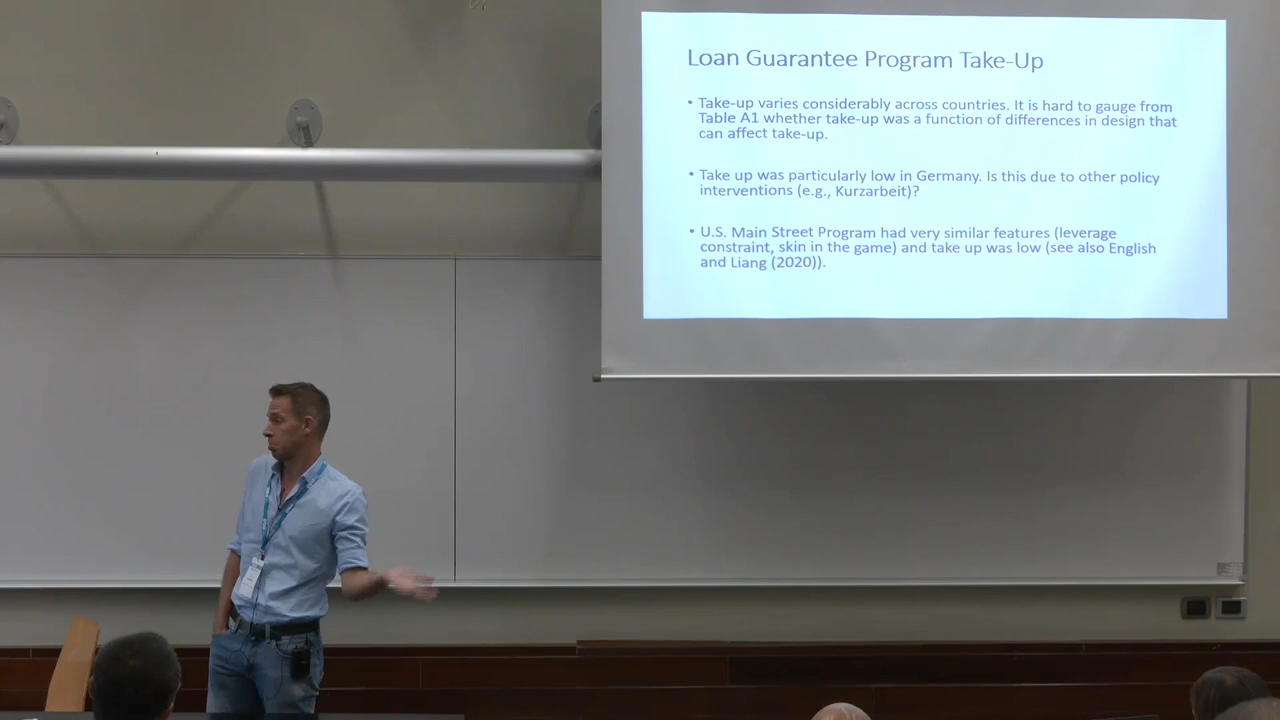 Loan Guarantee Program Take-Up
• Take-up varies considerably across countries. It is hard to gauge from
Table A1 whether take-up was a function of differences in design that
can affect take-up.
• Take up was particularly low in Germany. Is this due to other policy
interventions (e.g., Kurzarbeit)?
• U.S. Main Street Program had very similar features (leverage
constraint, skin in the game) and take up was low (see also English
and Liang (2020)).